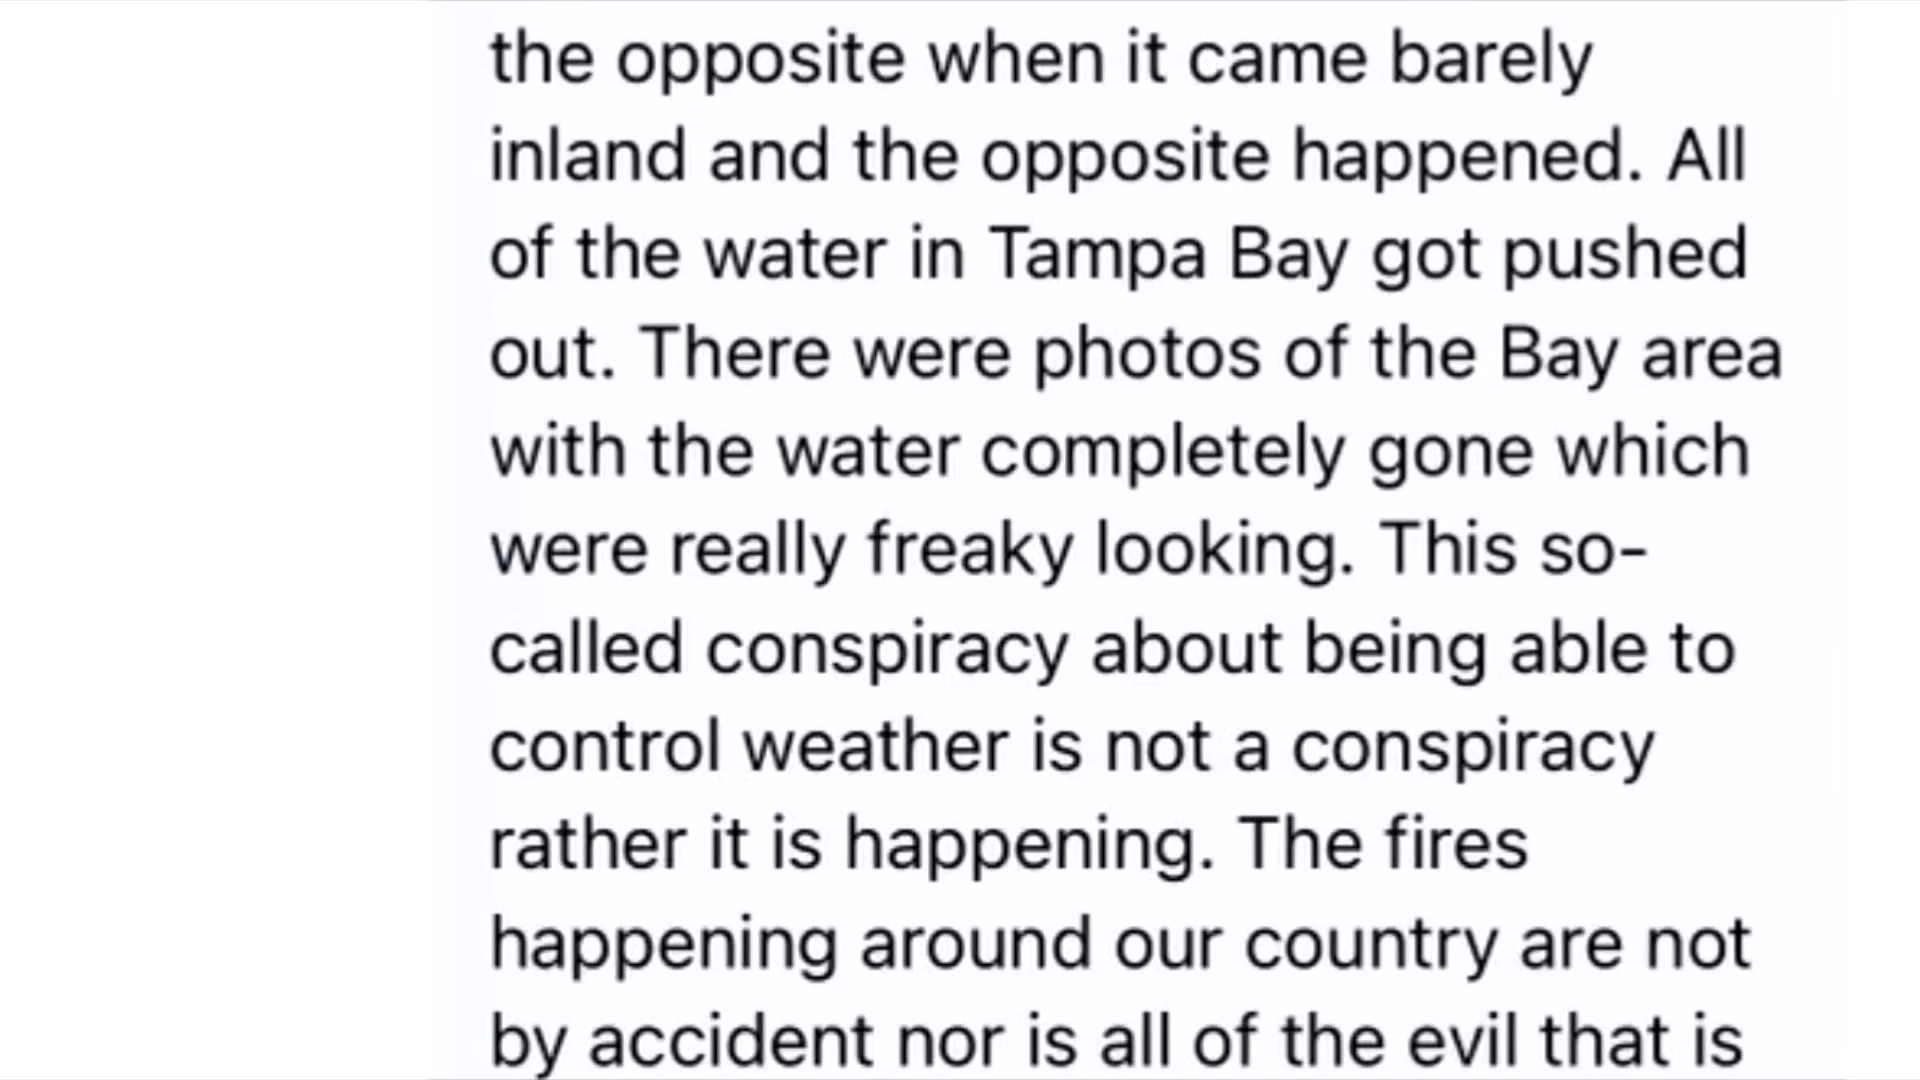 the opposite when it came barely
inland and the opposite happened. All
of the water in Tampa Bay got pushed
out. There were photos of the Bay area
with the water completely gone which
were really freaky looking. This so-
called conspiracy about being able to
control weather is not a conspiracy
rather it is happening. The fires
happening around our country are not
by accident nor is all of the evil that is